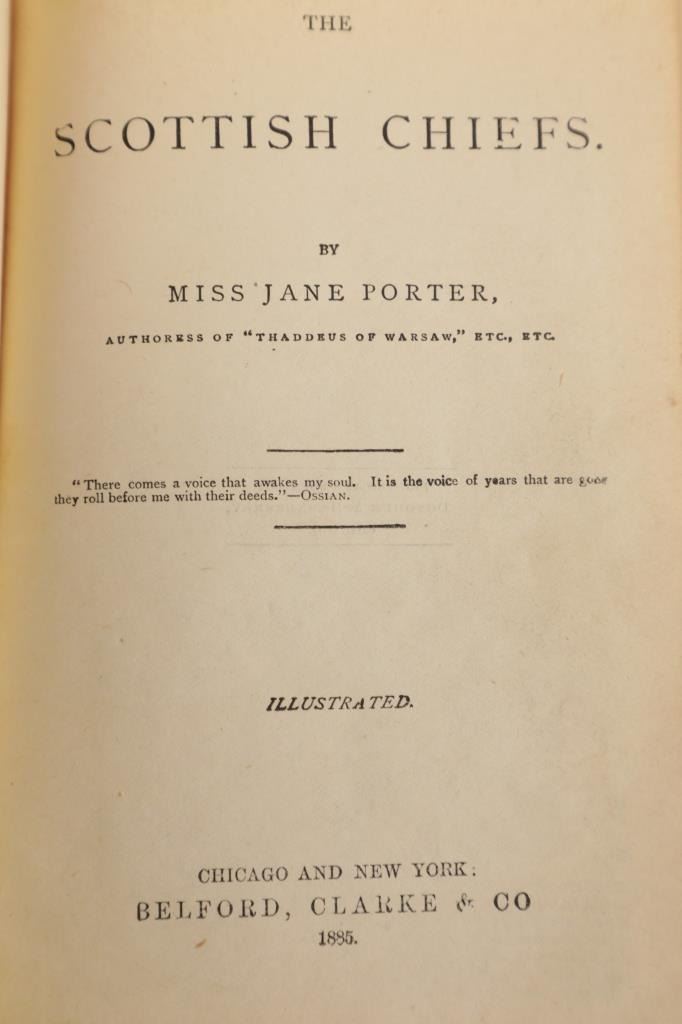 THE
SCOTTISH CHIEFS.
BY
MISS JANE PORTER,
AUTHORESS OF "THADDEUS OF WARSAW," ETC., ETC.
"There comes a voice that awakes my soul. It is the voice of years that are gone
they roll before me with their deeds."—OSSIAN.
ILLUSTRATED.
CHICAGO AND NEW YORK:
BELFORD, CLARKE & CO
1885.